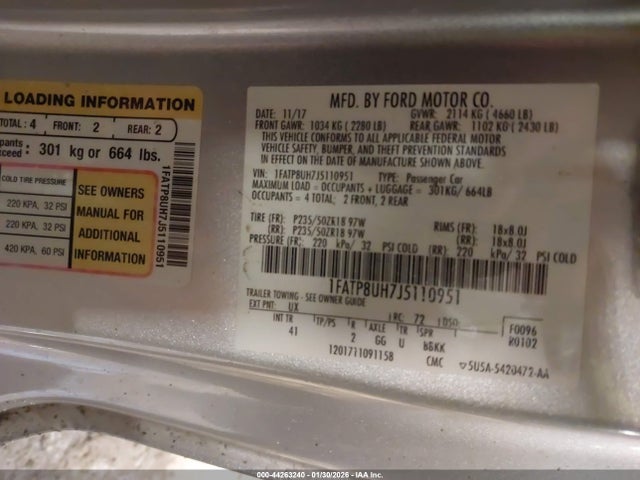 LOADING INFORMATION
TOTAL: 4 FRONT: 2 REAR: 2
301 kg or 664 lbs.
COLD TIRE PRESSURE
220 KPA, 32 PSI
220 KPA, 32 PSI
420 KPA, 60 PSI
SEE OWNERS
MANUAL FOR
ADDITIONAL
INFORMATION
1FATP8UH7J5110951
MFD. BY FORD MOTOR CO.
DATE: 11/17 GVWR: 2114 KG ( 4660 LB)
FRONT GAWR: 1034 KG ( 2280 LB) REAR GAWR: 1102 KG ( 2430 LB)
THIS VEHICLE CONFORMS TO ALL APPLICABLE FEDERAL MOTOR
VEHICLE SAFETY, BUMPER, AND THEFT PREVENTION STANDARDS
IN EFFECT ON THE DATE OF MANUFACTURE SHOWN ABOVE.
VIN: 1FATP8UH7J5110951 TYPE: Passenger Car
MAXIMUM LOAD = OCCUPANTS + LUGGAGE = 301KG/ 664LB
OCCUPANTS = 4 TOTAL, 2 FRONT, 2 REAR
TIRE (FR): P235/50ZR18 97W RIMS (FR): 18x8.0J
(RR): P235/50ZR18 97W (RR): 18x8.0J
PRESSURE (FR): 220 kPa/ 32 PSI COLD (RR): 220 kPa/ 32 PSI COLD
1FATP8UH7J5110951
TRAILER TOWING - SEE OWNER GUIDE
EXT PNT: UX RC: 72 DSO:
INT TR TP/PS R AXLE TR SPR
41 2 GG U BBKK
F0096
R0102
1201711091158 CMC
5U5A-5420472-AA
000-44263240 - 01/30/2026 - IAA Inc.